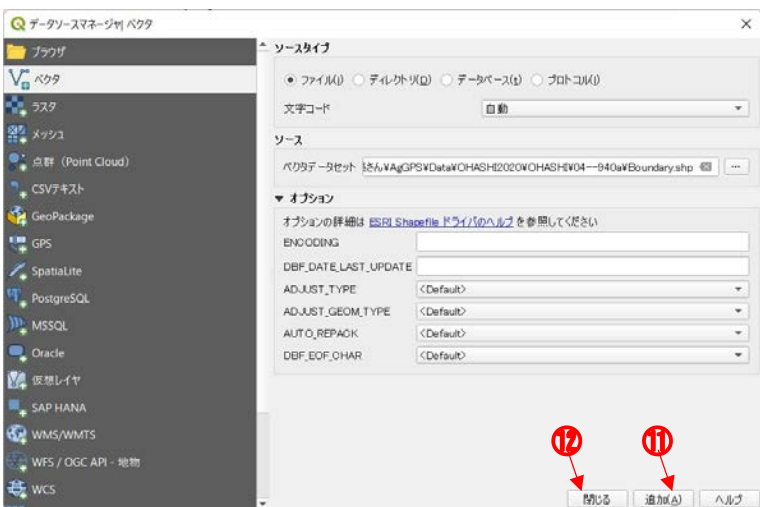 データソースマネージャ| ベクタ
ブラウザ
ベクタ
ラスタ
メッシュ
点群 (Point Cloud)
CSVテキスト
GeoPackage
GPS
SpatiaLite
PostgreSQL
MSSQL
Oracle
仮想レイヤ
SAP HANA
WMS/WMTS
WFS / OGC API - 地物
WCS
ソースタイプ
ファイル(i) ディレクトリ(D) データベース(t) プロトコル(i)
文字コード 自動
ソース
ベクタデータセット さん¥AgGPS¥Data¥OHASHI2020¥OHASHI¥04--940a¥Boundary.shp ...
▼ オプション
オプションの詳細は ESRI Shapefile ドライバのヘルプ を参照してください
ENCODING
DBF_DATE_LAST_UPDATE
ADJUST_TYPE <Default>
ADJUST_GEOM_TYPE <Default>
AUTO_REPACK <Default>
DBF_EOF_CHAR <Default>
⑫ ⑪
閉じる 追加(A) ヘルプ